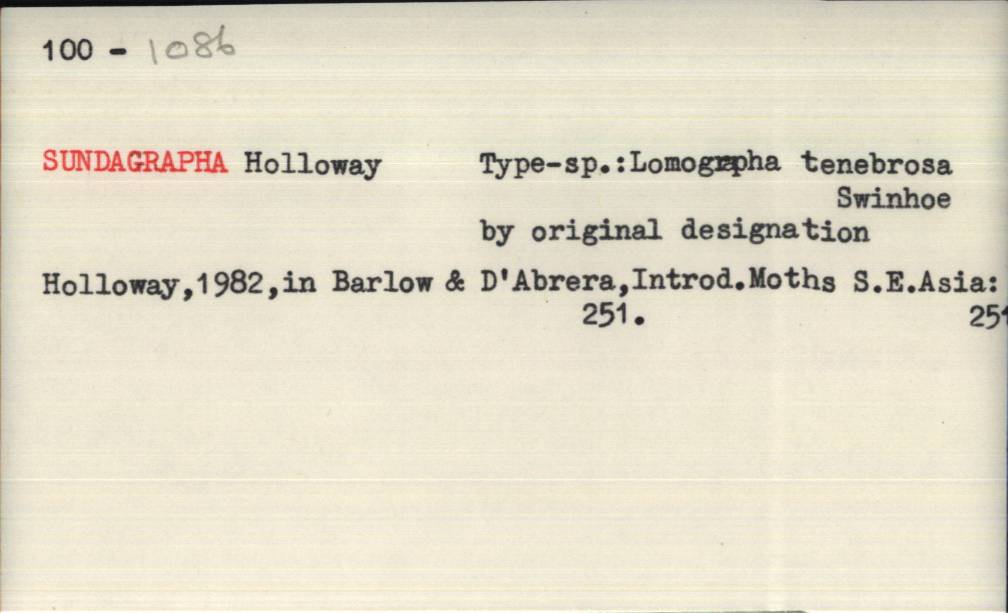 100 - 1086
SUNDAGRAPHA Holloway Type-sp.:Lomographa tenebrosa
Swinhoe
by original designation
Holloway,1982,in Barlow & D'Abrera,Introd.Moths S.E.Asia:
251. 251